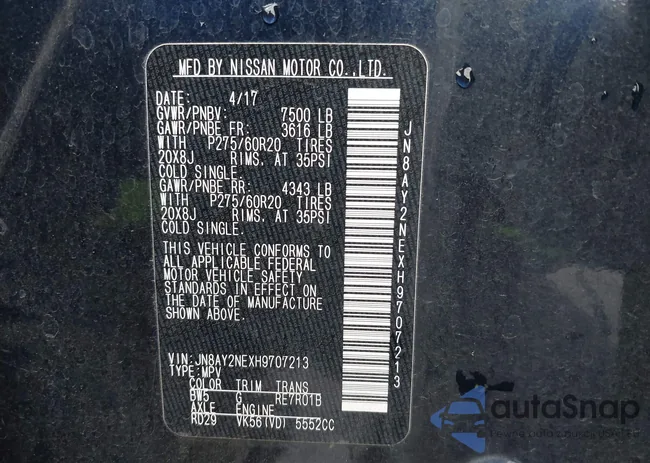 MFD BY NISSAN MOTOR CO.,LTD.
DATE: 4/17
GVWR/PNBV: 7500 LB
GAWR/PNBE FR: 3616 LB
WITH P275/60R20 TIRES
20X8J RIMS. AT 35PSI
COLD SINGLE.
GAWR/PNBE RR: 4343 LB
WITH P275/60R20 TIRES
20X8J RIMS. AT 35PSI
COLD SINGLE.
THIS VEHICLE CONFORMS TO
ALL APPLICABLE FEDERAL
MOTOR VEHICLE SAFETY
STANDARDS IN EFFECT ON
THE DATE OF MANUFACTURE
SHOWN ABOVE.
VIN:JN8AY2NEXH9707213
TYPE:MPV
COLOR TRIM TRANS
BW5 G RE7R01B
AXLE ENGINE
RD29 VK56(VD) 5552CC
JN8AY2NEXH9707213
autaSnap